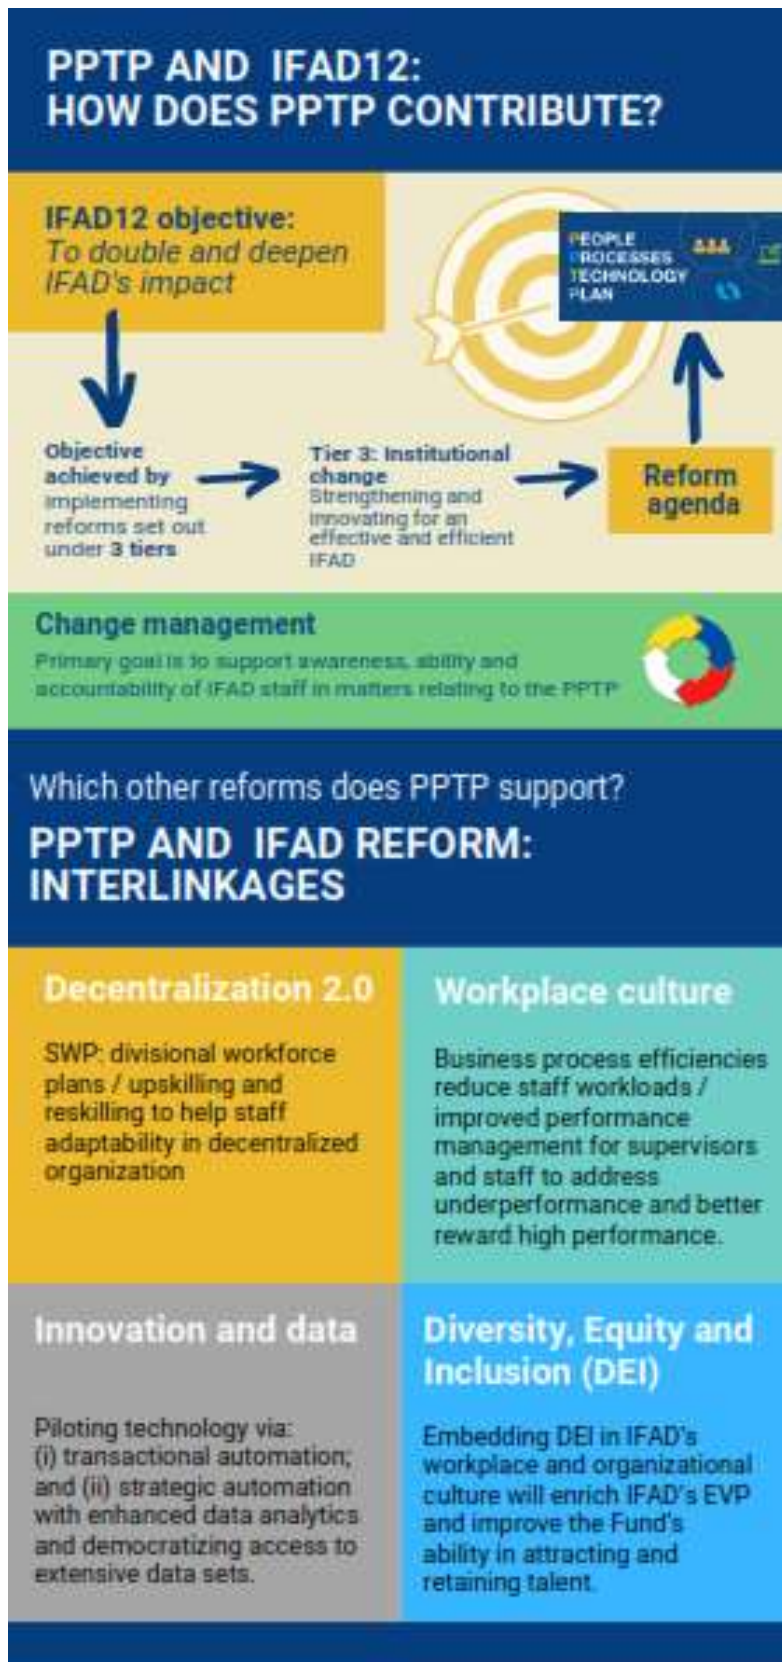 PPTP AND IFAD12:
HOW DOES PPTP CONTRIBUTE?
IFAD12 objective:
To double and deepen
IFAD's impact
PEOPLE
PROCESSES
TECHNOLOGY
PLAN
Objective
achieved by
implementing
reforms set out
under 3 tiers
Tier 3: Institutional
change
Strengthening and
innovating for an
effective and efficient
IFAD
Reform
agenda
Change management
Primary goal is to support awareness, ability and
accountability of IFAD staff in matters relating to the PPTP
Which other reforms does PPTP support?
PPTP AND IFAD REFORM:
INTERLINKAGES
Decentralization 2.0
SWP: divisional workforce
plans / upskilling and
reskilling to help staff
adaptability in decentralized
organization
Workplace culture
Business process efficiencies
reduce staff workloads /
improved performance
management for supervisors
and staff to address
underperformance and better
reward high performance.
Innovation and data
Piloting technology via:
(i) transactional automation;
and (ii) strategic automation
with enhanced data analytics
and democratizing access to
extensive data sets.
Diversity, Equity and
Inclusion (DEI)
Embedding DEI in IFAD's
workplace and organizational
culture will enrich IFAD's EVP
and improve the Fund's
ability in attracting and
retaining talent.